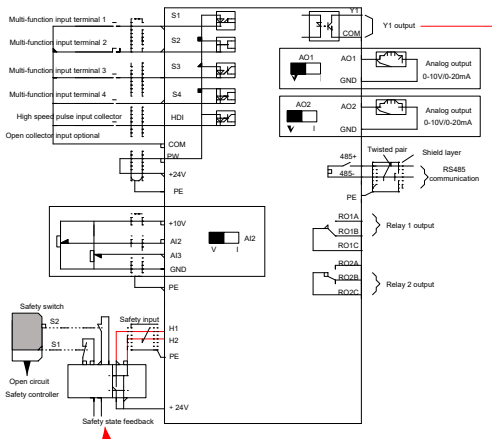 Multi-function input terminal 1
Multi-function input terminal 2
Multi-function input terminal 3
Multi-function input terminal 4
High speed pulse input collector
Open collector input optional
S1
S2
S3
S4
HDI
COM
PW
+24V
PE
+10V
AI2
AI3
GND
PE
V I
AI2
Safety switch
S2
S1
Open circuit
Safety controller
Safety input
H1
H2
PE
+ 24V
Safety state feedback
Y1
COM
Y1 output
AO1
V I
AO1
GND
Analog output
0-10V/0-20mA
AO2
V I
AO2
GND
Analog output
0-10V/0-20mA
Twisted pair
Shield layer
485+
485-
PE
RS485
communication
RO1A
RO1B
RO1C
Relay 1 output
RO2A
RO2B
RO2C
Relay 2 output